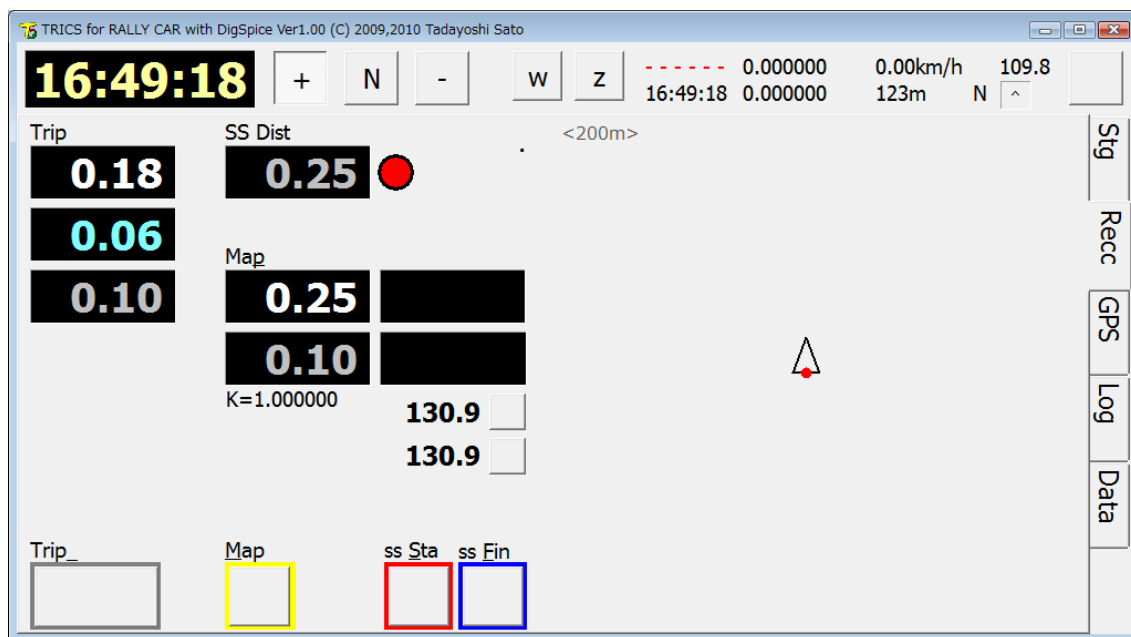 TRICS for RALLY CAR with DigSpice Ver1.00 (C) 2009,2010 Tadayoshi Sato
16:49:18 + N - w z - - - - - - 0.000000 0.00km/h 109.8
16:49:18 0.000000 123m N ^
Trip SS Dist . <200m>
0.18 0.25
0.06
Map
0.10 0.25
0.10
K=1.000000 130.9
130.9
Trip_ Map ss Sta ss Fin
Stg
Recc
GPS
Log
Data